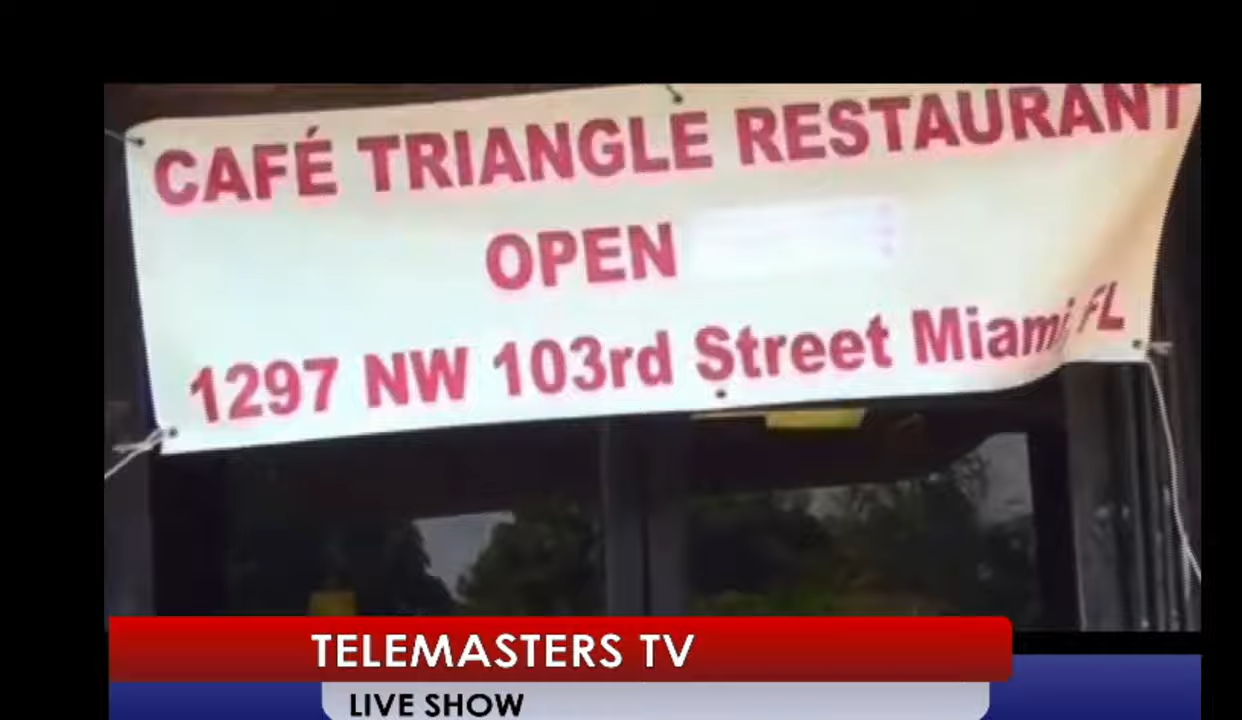 CAFÉ TRIANGLE RESTAURANT
OPEN
1297 NW 103rd Street Miami, FL
TELEMASTERS TV
LIVE SHOW